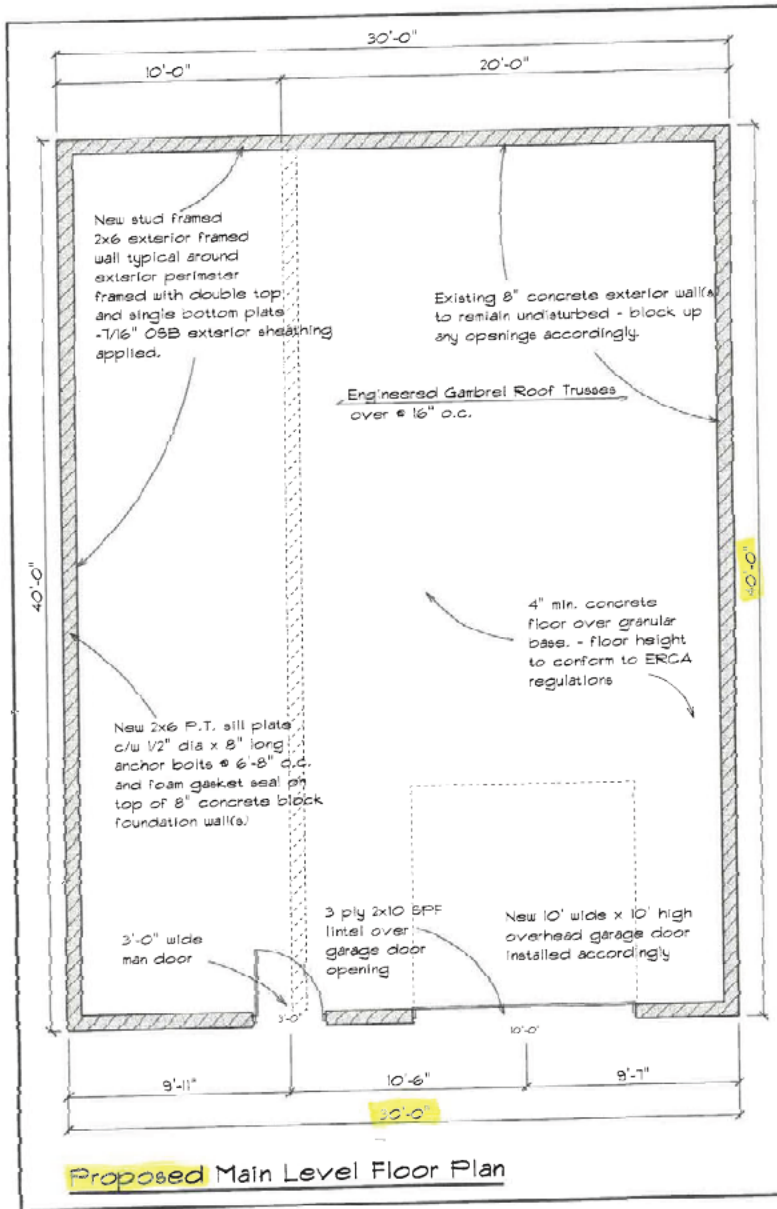 30'-0"
10'-0"
20'-0"
New stud framed
2x6 exterior framed
wall typical around
exterior perimeter
framed with double top
and single bottom plate
-7/16" OSB exterior sheathing
applied.
Existing 8" concrete exterior wall(s)
to remain undisturbed - block up
any openings accordingly.
Engineered Gambrel Roof Trusses
over @ 16" o.c.
40'-0"
40'-0"
4" min. concrete
floor over granular
base. - floor height
to conform to ERCA
regulations
New 2x6 P.T. sill plate
c/w 1/2" dia x 8" long
anchor bolts @ 6'-8" o.c.
and foam gasket seal on
top of 8" concrete block
foundation wall(s)
3'-0" wide
man door
3 ply 2x10 SPF
lintel over
garage door
opening
New 10' wide x 10' high
overhead garage door
installed accordingly
3'-0"
10'-0"
9'-11"
10'-6"
9'-7"
30'-0"
Proposed Main Level Floor Plan